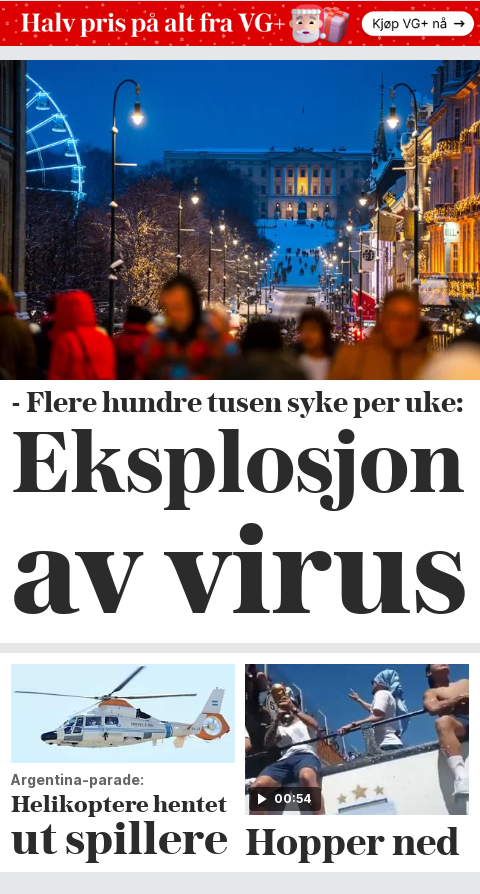 Halv pris på alt fra VG+
Kjøp VG+ nå →
- Flere hundre tusen syke per uke:
Eksplosjon
av virus
Argentina-parade:
Helikoptere hentet
ut spillere
00:54
Hopper ned